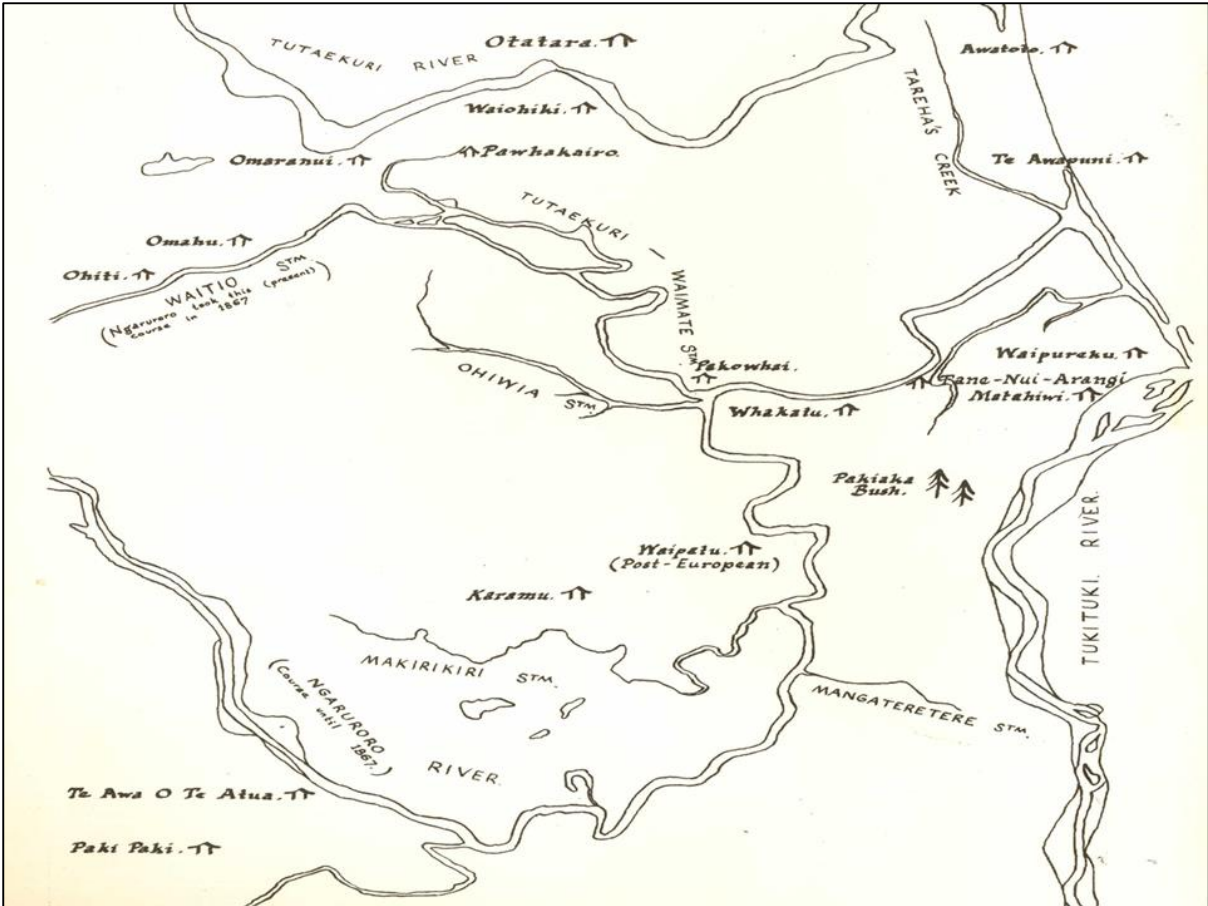 Otatara.
Awatoto.
TUTAEKURI RIVER
TAREHA'S CREEK
Waiohiki.
Omaranui.
Pawhakairo.
Te Awapuni.
TUTAEKURI - WAIMATE STM.
Omahu.
Ohiti.
WAITIO STM.
(Ngaruroro took this (present)
course in 1867
Waipureku.
Pakowhai.
OHIWIA STM.
Tane-Nui-Arangi
Matahiwi.
Whakatu.
Pakiaka
Bush.
TUKITUKI RIVER.
Waipatu.
(Post-European)
Karamu.
MAKIRIKIRI STM.
MANGATERETERE STM.
NGARURORO RIVER.
(Course until 1867.)
Te Awa O Te Atua.
Paki Paki.